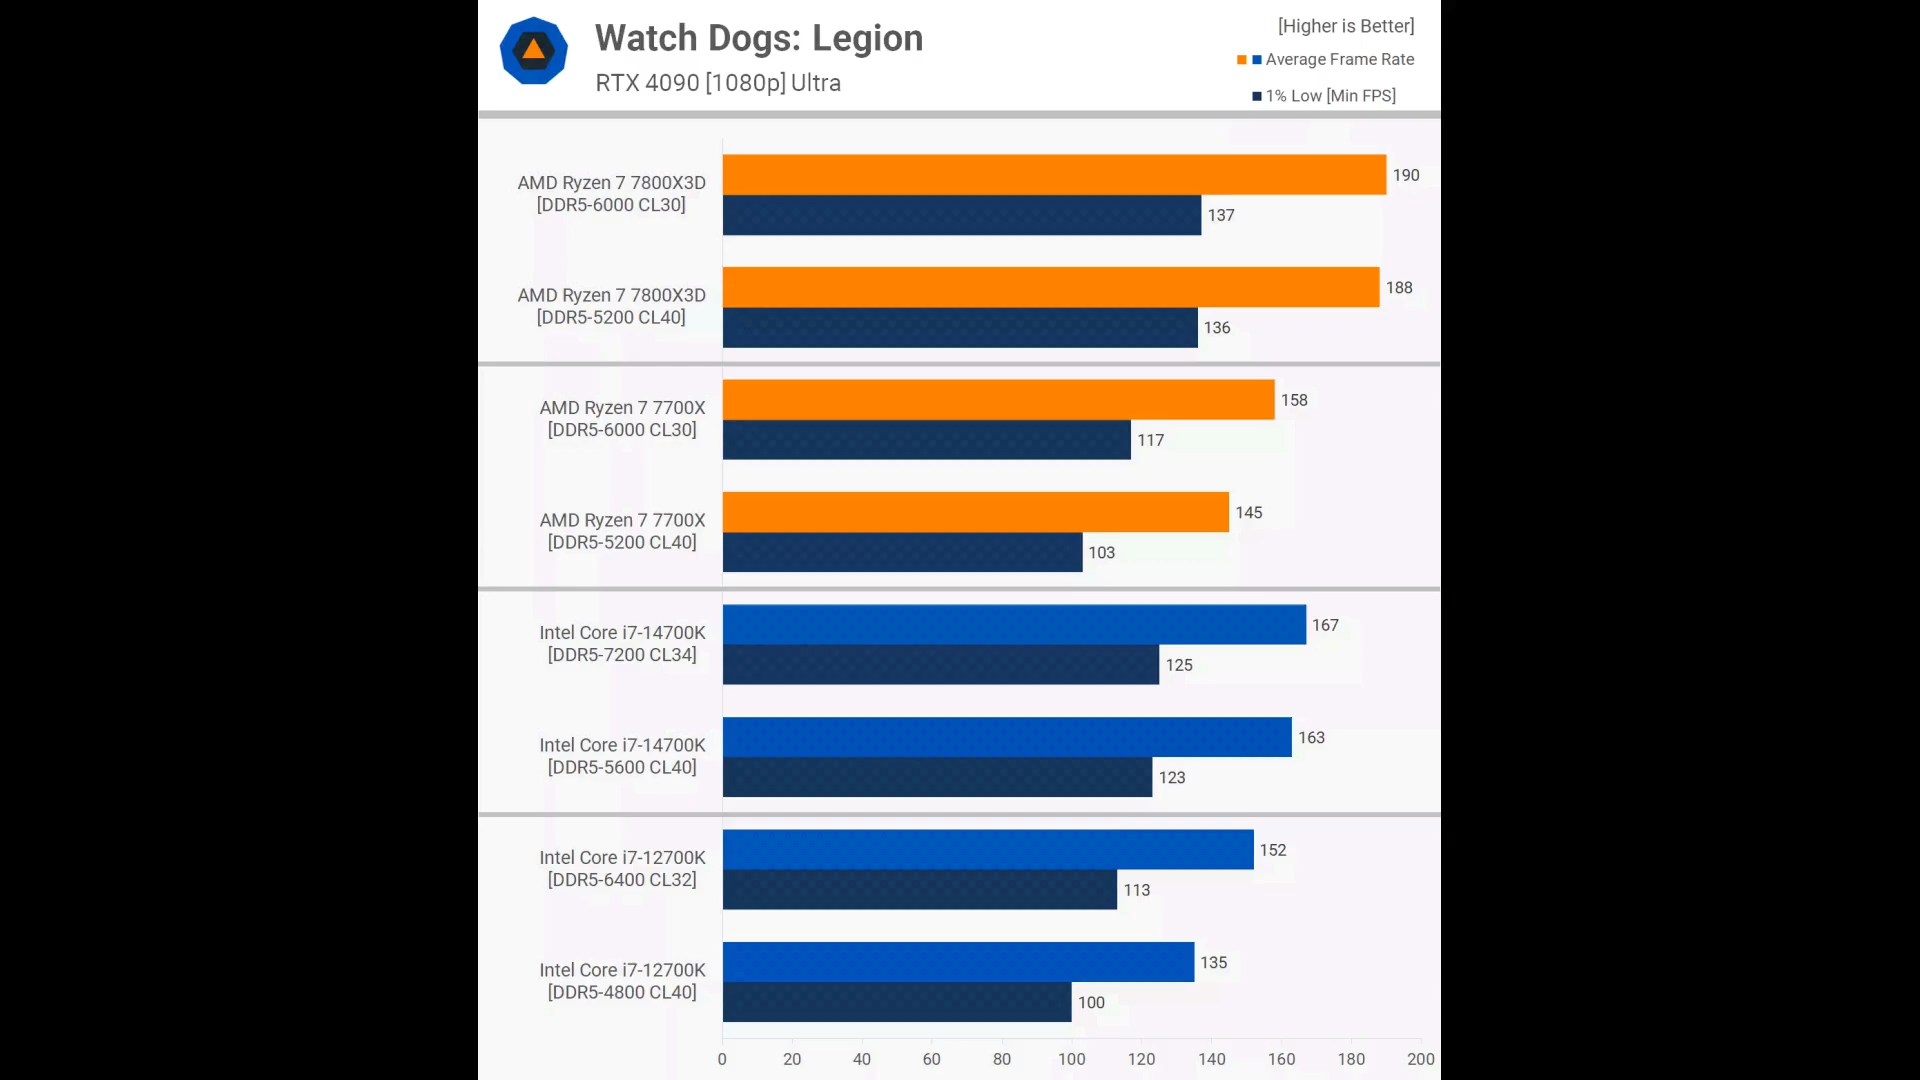 Watch Dogs: Legion
RTX 4090 [1080p] Ultra
[Higher is Better]
Average Frame Rate
1% Low [Min FPS]
AMD Ryzen 7 7800X3D
[DDR5-6000 CL30]
190
137
AMD Ryzen 7 7800X3D
[DDR5-5200 CL40]
188
136
AMD Ryzen 7 7700X
[DDR5-6000 CL30]
158
117
AMD Ryzen 7 7700X
[DDR5-5200 CL40]
145
103
Intel Core i7-14700K
[DDR5-7200 CL34]
167
125
Intel Core i7-14700K
[DDR5-5600 CL40]
163
123
Intel Core i7-12700K
[DDR5-6400 CL32]
152
113
Intel Core i7-12700K
[DDR5-4800 CL40]
135
100
0 20 40 60 80 100 120 140 160 180 200